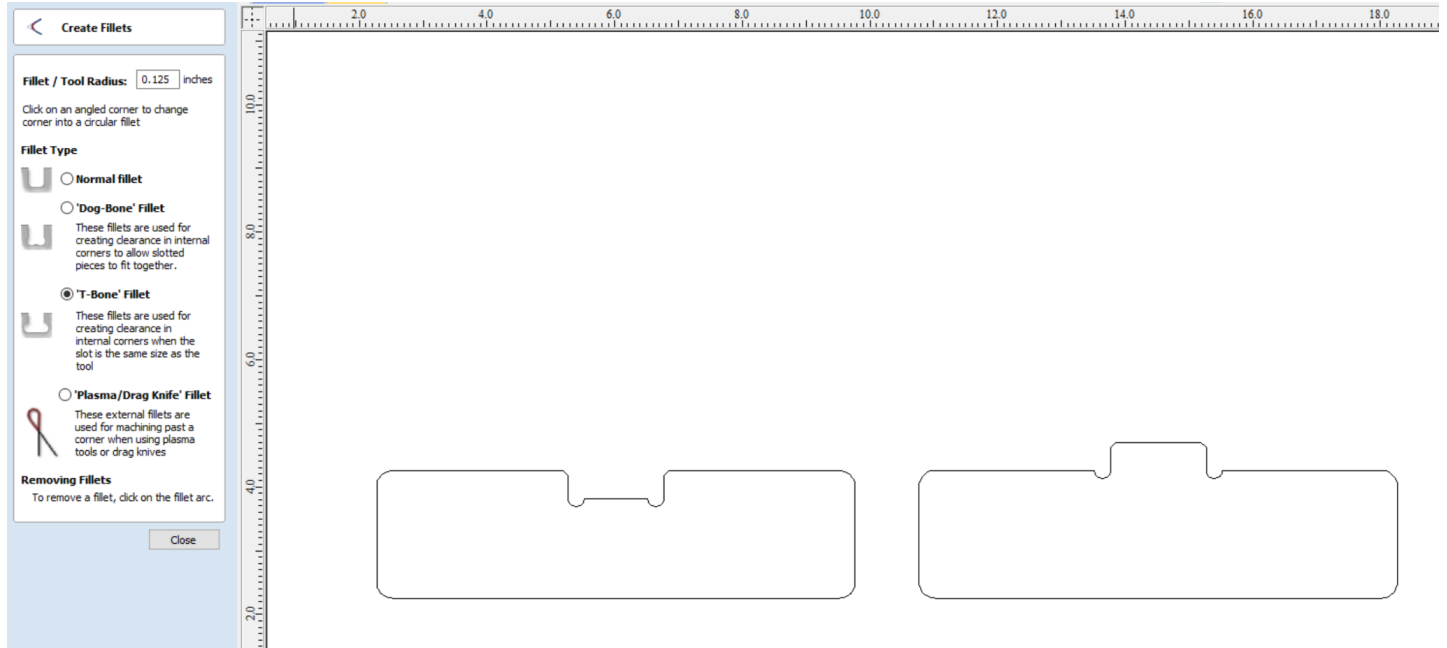 Create Fillets
Fillet / Tool Radius: 0.125 inches
Click on an angled corner to change
corner into a circular fillet
Fillet Type
Normal fillet
'Dog-Bone' Fillet
These fillets are used for
creating clearance in internal
corners to allow slotted
pieces to fit together.
'T-Bone' Fillet
These fillets are used for
creating clearance in
internal corners when the
slot is the same size as the
tool
'Plasma/Drag Knife' Fillet
These external fillets are
used for machining past a
corner when using plasma
tools or drag knives
Removing Fillets
To remove a fillet, click on the fillet arc.
Close
2.0 4.0 6.0 8.0 10.0 12.0 14.0 16.0 18.0
10.0
8.0
6.0
4.0
2.0